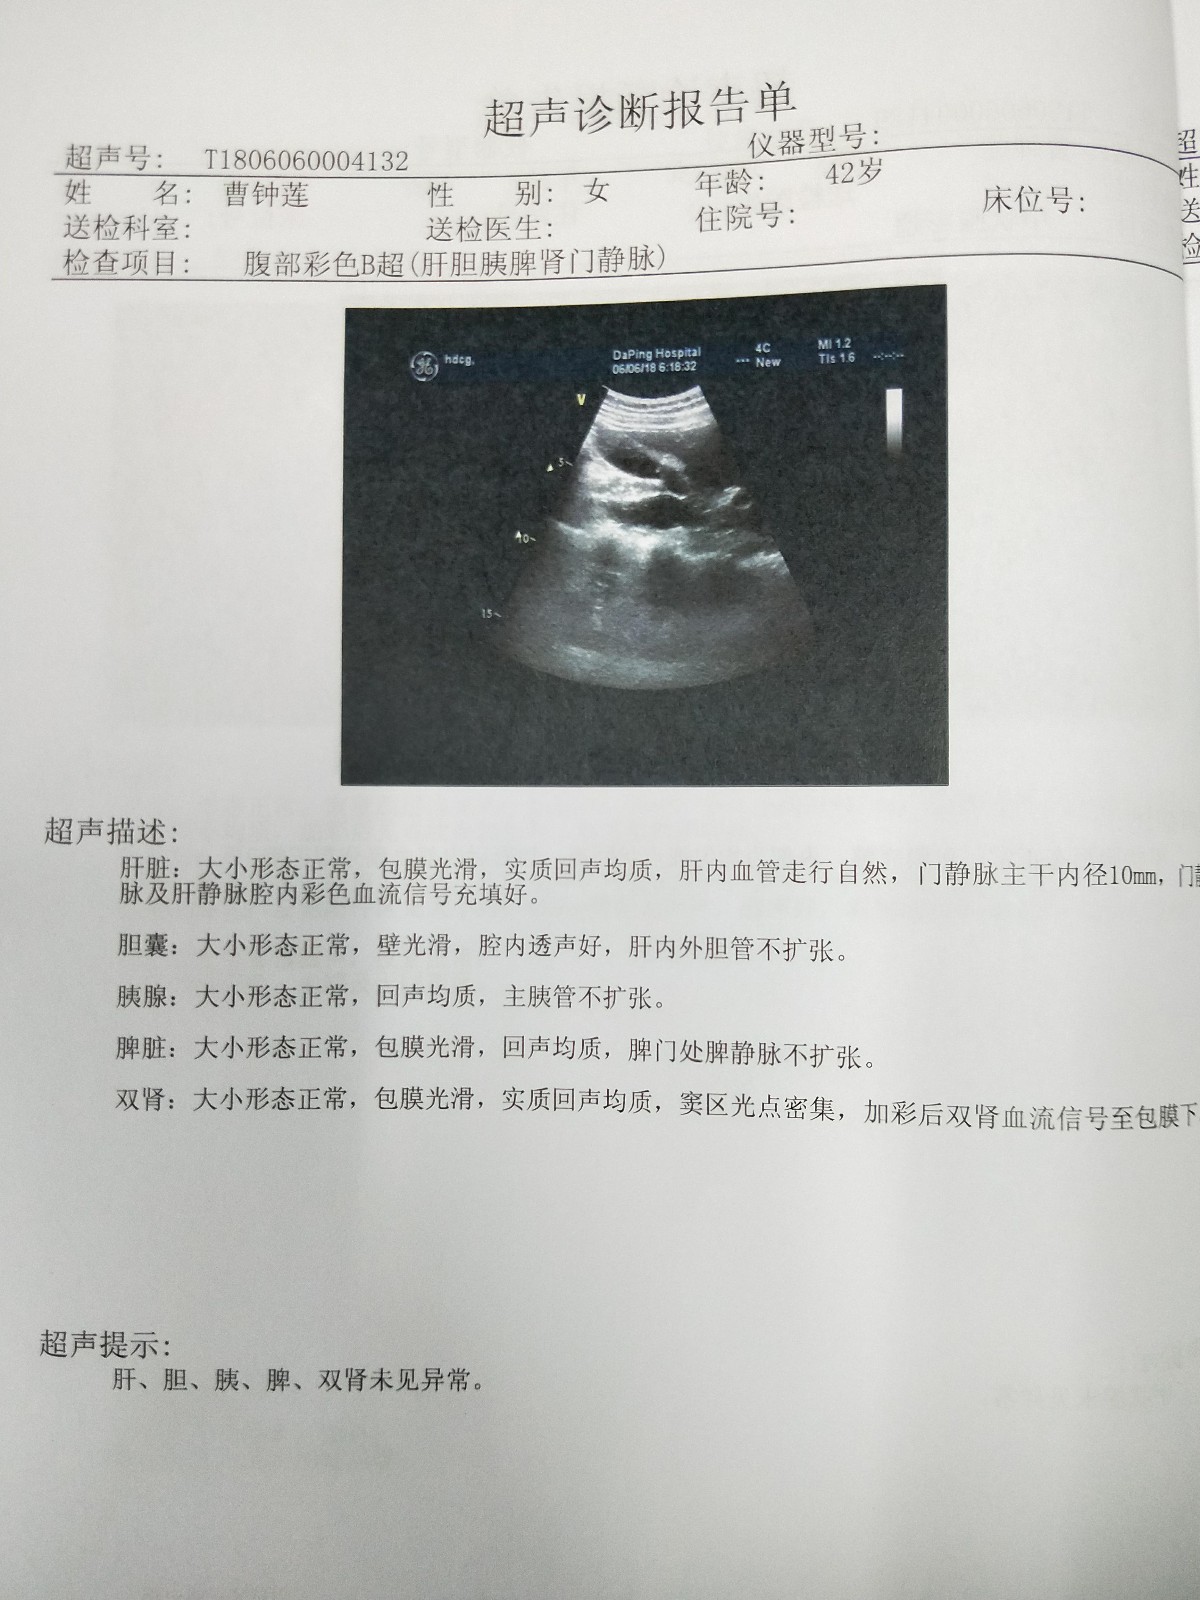 超声诊断报告单
超声号: T1806060004132 仪器型号:
姓 名: 曹钟莲 性 别: 女 年龄: 42岁
送检科室: 送检医生: 住院号: 床位号:
检查项目: 腹部彩色B超(肝胆胰脾肾门静脉)
超
姓
送
检
hdcg, DaPing Hospital 4C MI 1.2
06/06/18 6:18:32 --- New TIs 1.6 --:--:--
V
5
10
15
超声描述:
肝脏: 大小形态正常, 包膜光滑, 实质回声均质, 肝内血管走行自然, 门静脉主干内径10mm, 门静
脉及肝静脉腔内彩色血流信号充填好。
胆囊: 大小形态正常, 壁光滑, 腔内透声好, 肝内外胆管不扩张。
胰腺: 大小形态正常, 回声均质, 主胰管不扩张。
脾脏: 大小形态正常, 包膜光滑, 回声均质, 脾门处脾静脉不扩张。
双肾: 大小形态正常, 包膜光滑, 实质回声均质, 窦区光点密集, 加彩后双肾血流信号至包膜下
超声提示:
肝、胆、胰、脾、双肾未见异常。